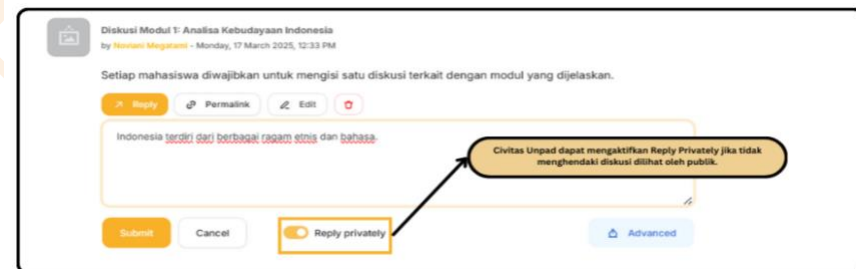 Diskusi Modul 1: Analisa Kebudayaan Indonesia
by Noviani Megatami - Monday, 17 March 2025, 12:33 PM
Setiap mahasiswa diwajibkan untuk mengisi satu diskusi terkait dengan modul yang dijelaskan.
Reply Permalink Edit
Indonesia terdiri dari berbagai ragam etnis dan bahasa.
Civitas Unpad dapat mengaktifkan Reply Privately jika tidak
menghendaki diskusi dilihat oleh publik.
Submit Cancel Reply privately Advanced